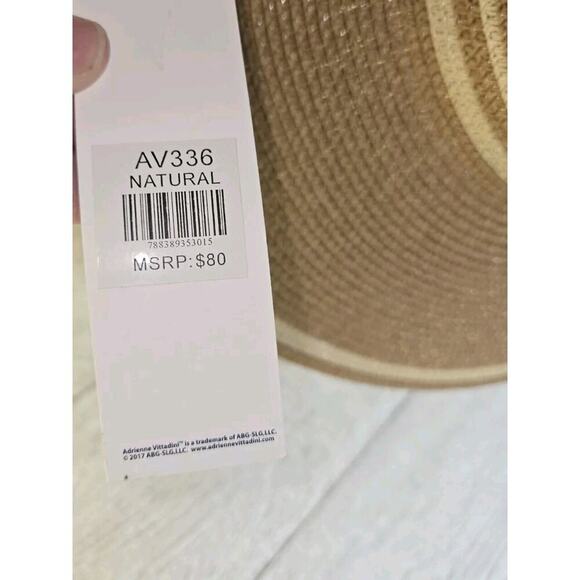 AV336
NATURAL
788389353015
MSRP: $80
Adrienne Vittadini™ is a trademark of ABG-SLG,LLC.
© 2017 ABG-SLG,LLC. www.adriennevittadini.com